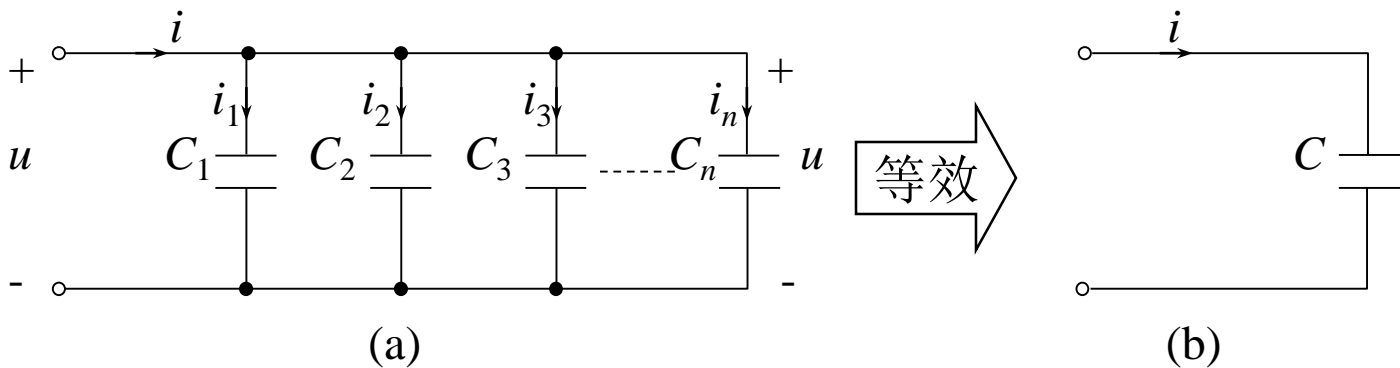 i
i
+ i₁ i₂ i₃ iₙ +
u C₁ C₂ C₃ Cₙ u 等效 C
- -
(a) (b)